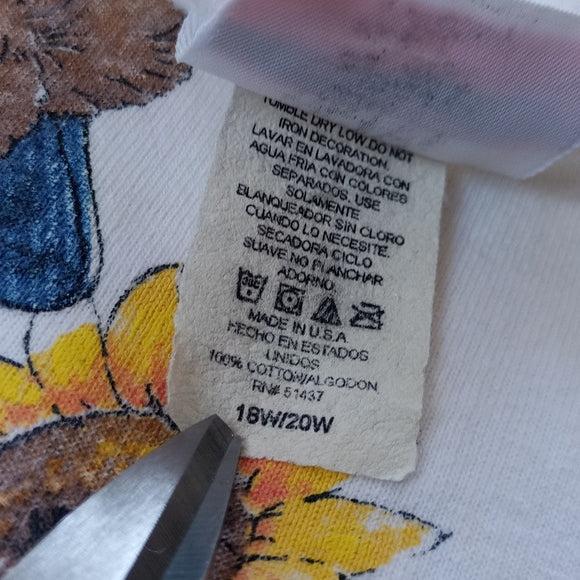 TUMBLE DRY LOW.DO NOT
IRON DECORATION.
LAVAR EN LAVADORA CON
AGUA FRIA CON COLORES
SEPARADOS. USE
SOLAMENTE
BLANQUEADOR SIN CLORO
CUANDO LO NECESITE.
SECADORA CICLO
SUAVE NO PLANCHAR
ADORNO.
MADE IN U.S.A.
HECHO EN ESTADOS
UNIDOS
100% COTTON/ALGODON
RN# 51437
18W/20W